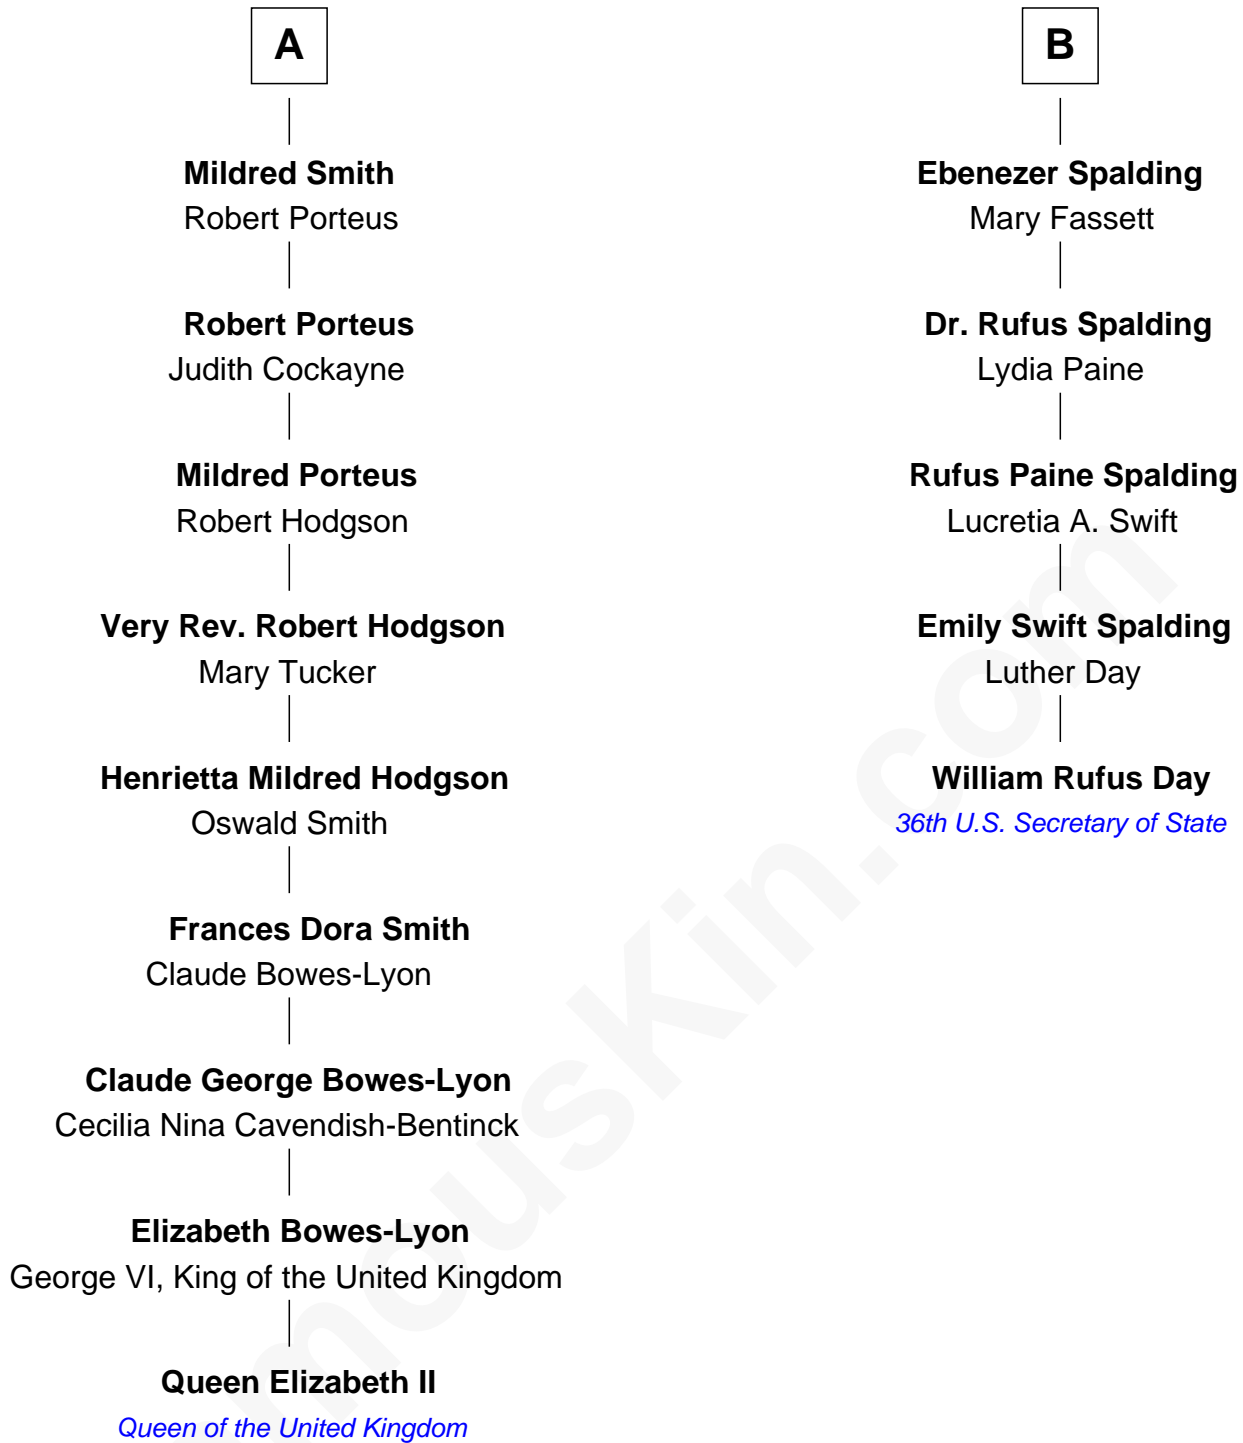 A
Mildred Smith
Robert Porteus
Robert Porteus
Judith Cockayne
Mildred Porteus
Robert Hodgson
Very Rev. Robert Hodgson
Mary Tucker
Henrietta Mildred Hodgson
Oswald Smith
Frances Dora Smith
Claude Bowes-Lyon
Claude George Bowes-Lyon
Cecilia Nina Cavendish-Bentinck
Elizabeth Bowes-Lyon
George VI, King of the United Kingdom
Queen Elizabeth II
Queen of the United Kingdom
B
Ebenezer Spalding
Mary Fassett
Dr. Rufus Spalding
Lydia Paine
Rufus Paine Spalding
Lucretia A. Swift
Emily Swift Spalding
Luther Day
William Rufus Day
36th U.S. Secretary of State
mousKin.com